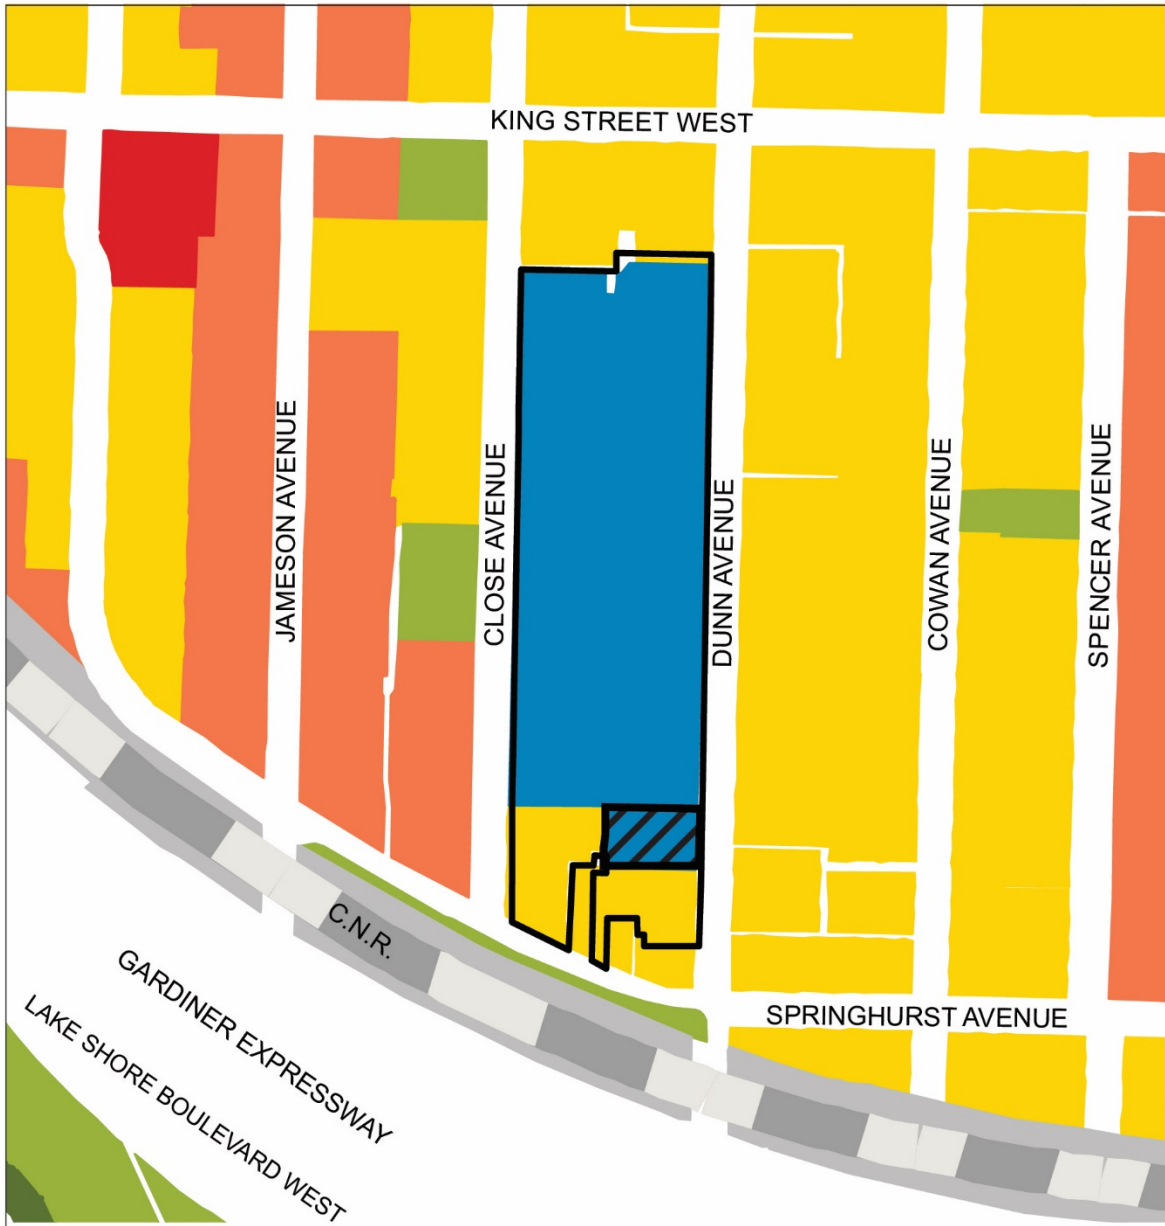 KING STREET WEST
JAMESON AVENUE
CLOSE AVENUE
DUNN AVENUE
COWAN AVENUE
SPENCER AVENUE
C.N.R.
GARDINER EXPRESSWAY
LAKE SHORE BOULEVARD WEST
SPRINGHURST AVENUE